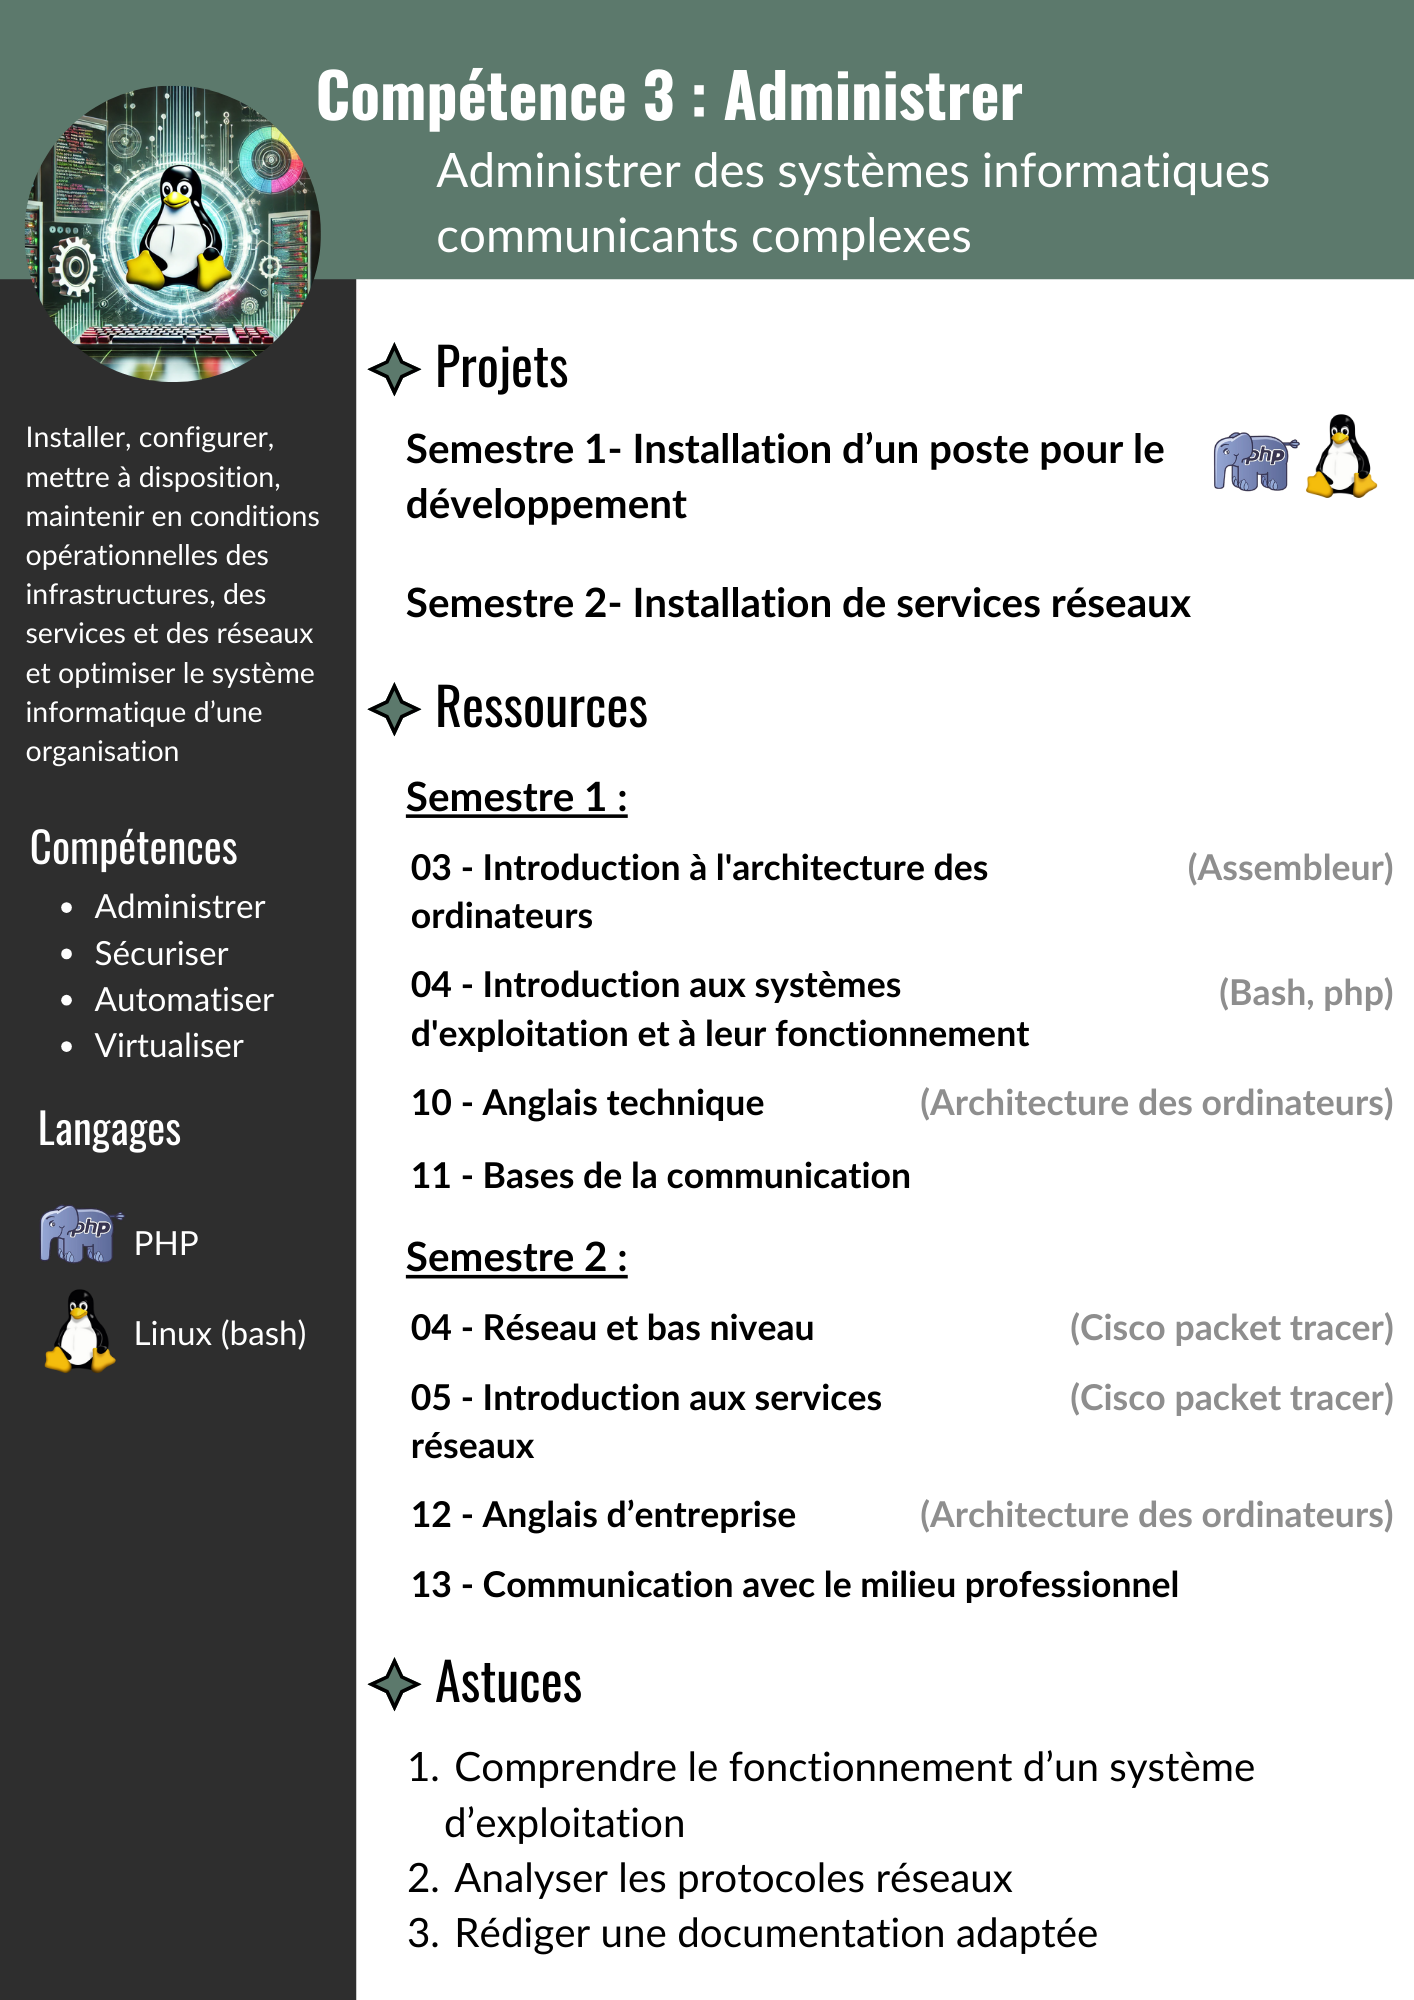 Compétence 3 : Administrer
Administrer des systèmes informatiques
communicants complexes
Installer, configurer,
mettre à disposition,
maintenir en conditions
opérationnelles des
infrastructures, des
services et des réseaux
et optimiser le système
informatique d’une
organisation
Compétences
• Administrer
• Sécuriser
• Automatiser
• Virtualiser
Langages
php
PHP
Linux (bash)
Projets
Semestre 1- Installation d’un poste pour le
développement
php
Semestre 2- Installation de services réseaux
Ressources
Semestre 1 :
03 - Introduction à l'architecture des (Assembleur)
ordinateurs
04 - Introduction aux systèmes (Bash, php)
d'exploitation et à leur fonctionnement
10 - Anglais technique (Architecture des ordinateurs)
11 - Bases de la communication
Semestre 2 :
04 - Réseau et bas niveau (Cisco packet tracer)
05 - Introduction aux services (Cisco packet tracer)
réseaux
12 - Anglais d’entreprise (Architecture des ordinateurs)
13 - Communication avec le milieu professionnel
Astuces
1. Comprendre le fonctionnement d’un système
d’exploitation
2. Analyser les protocoles réseaux
3. Rédiger une documentation adaptée